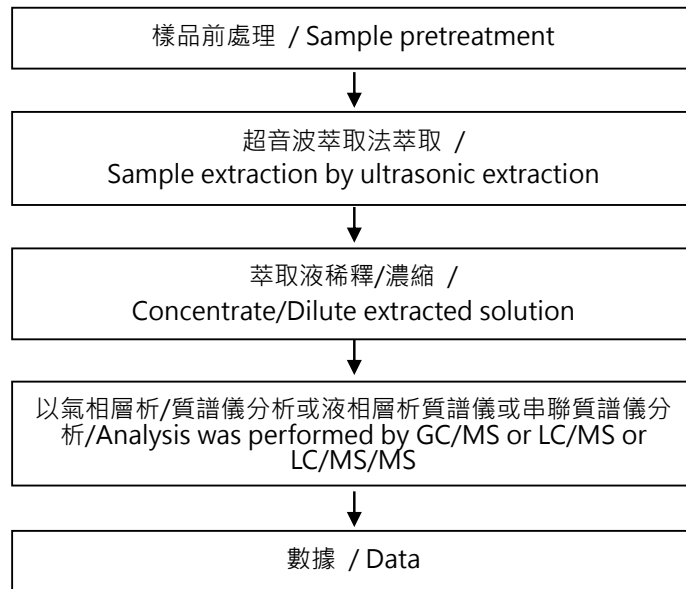 樣品前處理 / Sample pretreatment
超音波萃取法萃取 /
Sample extraction by ultrasonic extraction
萃取液稀釋/濃縮 /
Concentrate/Dilute extracted solution
以氣相層析/質譜儀分析或液相層析質譜儀或串聯質譜儀分
析/Analysis was performed by GC/MS or LC/MS or
LC/MS/MS
數據 / Data